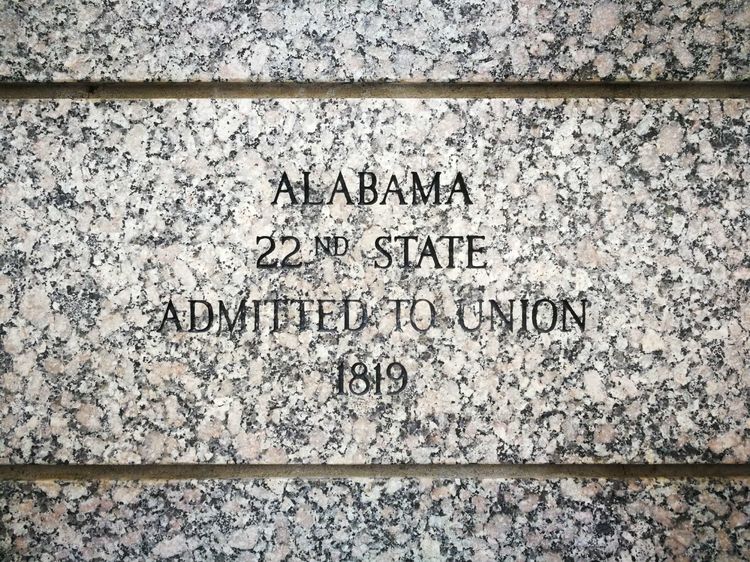 ALABAMA
22ND STATE
ADMITTED TO UNION
1819